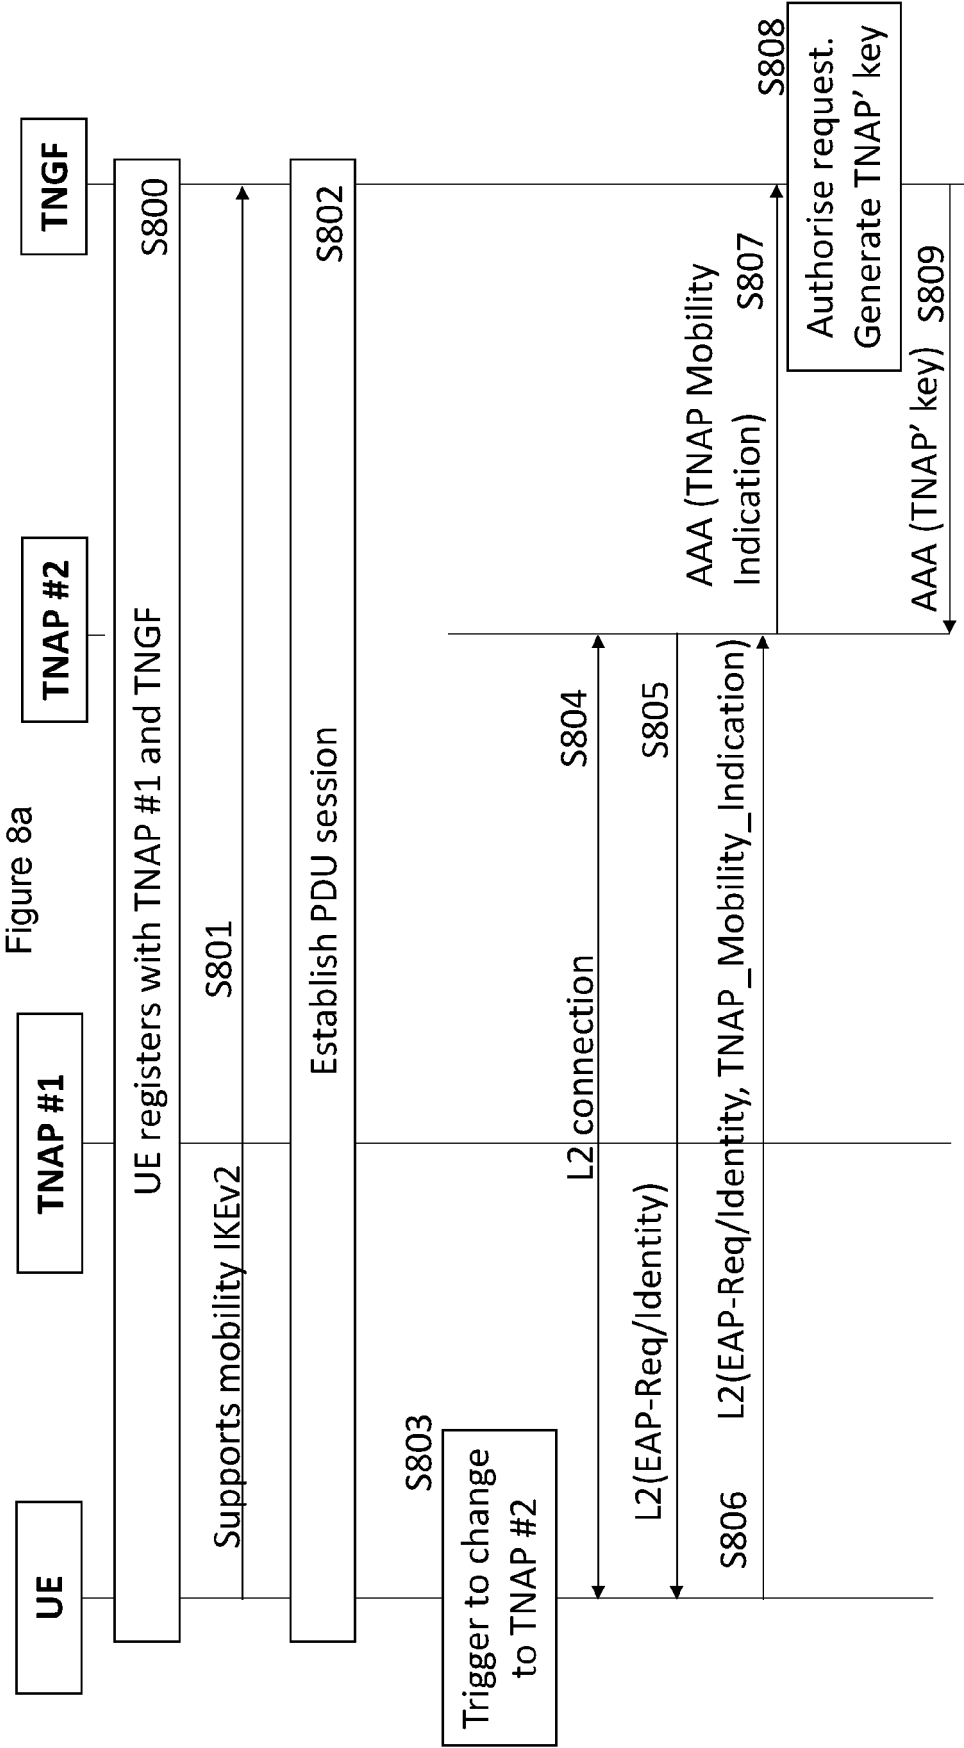 Figure 8a
UE
TNAP #1
TNAP #2
TNGF
UE registers with TNAP #1 and TNGF
S800
S801
Supports mobility IKEv2
Establish PDU session
S802
S803
Trigger to change
to TNAP #2
L2 connection
S804
L2(EAP-Req/Identity)
S805
S806
L2(EAP-Req/Identity, TNAP_Mobility_Indication)
AAA (TNAP Mobility
Indication)
S807
S808
Authorise request.
Generate TNAP’ key
AAA (TNAP’ key)
S809